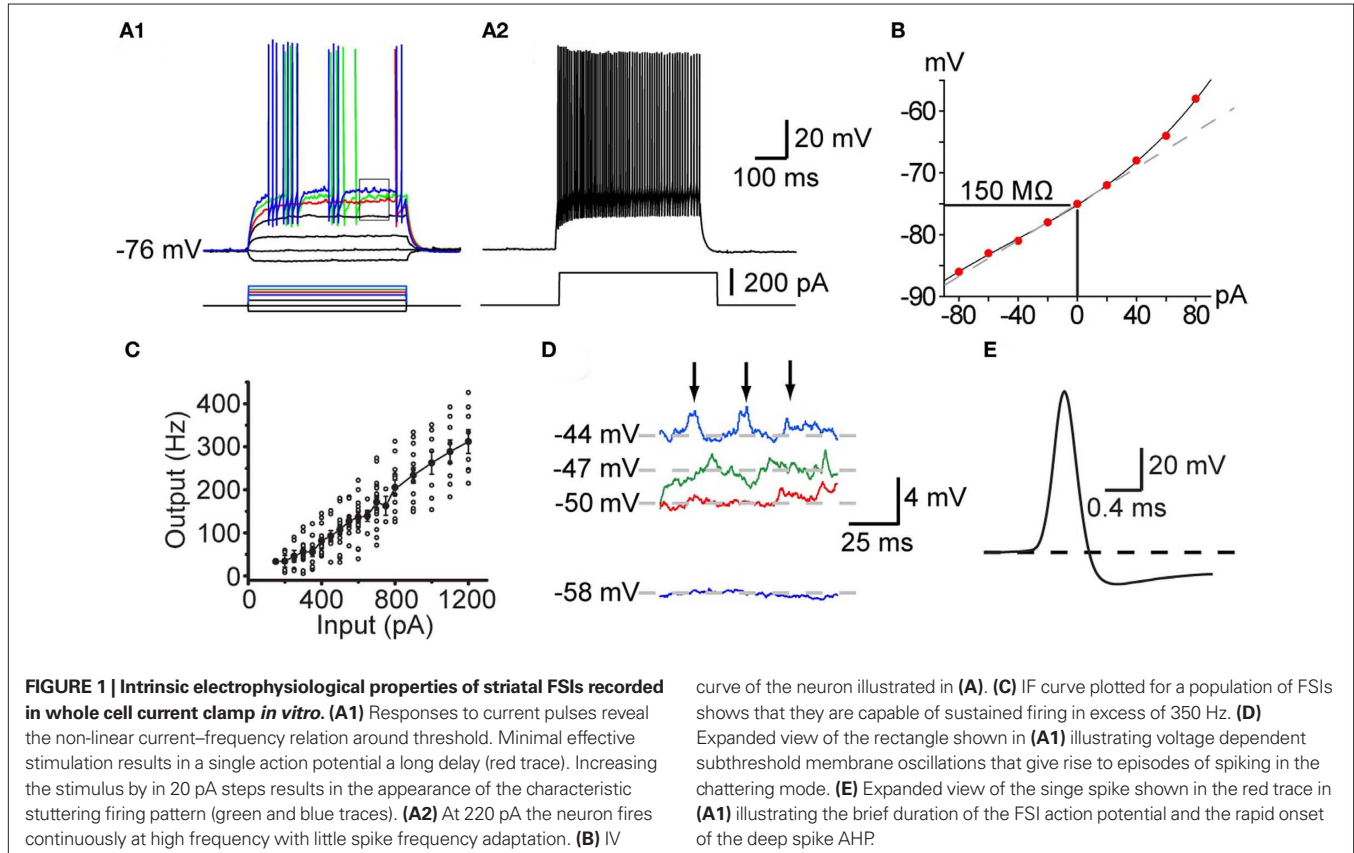 A1
A2
B
-76 mV
20 mV
100 ms
200 pA
mV
-60
-70
-80
-90
150 MΩ
-80
-40
0
40
80
pA
C
Output (Hz)
400
300
200
100
0
0
400
800
1200
Input (pA)
D
-44 mV
-47 mV
-50 mV
-58 mV
4 mV
25 ms
E
20 mV
0.4 ms
FIGURE 1 | Intrinsic electrophysiological properties of striatal FSIs recorded
in whole cell current clamp in vitro. (A1) Responses to current pulses reveal
the non-linear current–frequency relation around threshold. Minimal effective
stimulation results in a single action potential a long delay (red trace). Increasing
the stimulus by in 20 pA steps results in the appearance of the characteristic
stuttering firing pattern (green and blue traces). (A2) At 220 pA the neuron fires
continuously at high frequency with little spike frequency adaptation. (B) IV
curve of the neuron illustrated in (A). (C) IF curve plotted for a population of FSIs
shows that they are capable of sustained firing in excess of 350 Hz. (D)
Expanded view of the rectangle shown in (A1) illustrating voltage dependent
subthreshold membrane oscillations that give rise to episodes of spiking in the
chattering mode. (E) Expanded view of the singe spike shown in the red trace in
(A1) illustrating the brief duration of the FSI action potential and the rapid onset
of the deep spike AHP.